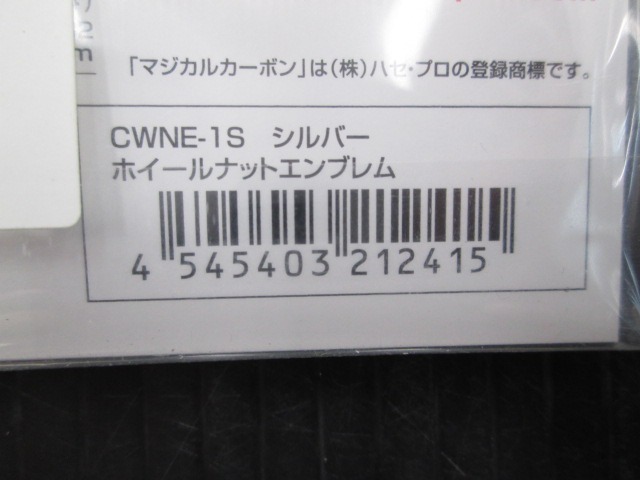 「マジカルカーボン」は(株)ハセ・プロの登録商標です。
CWNE-1S シルバー
ホイールナットエンブレム
4 545403 212415